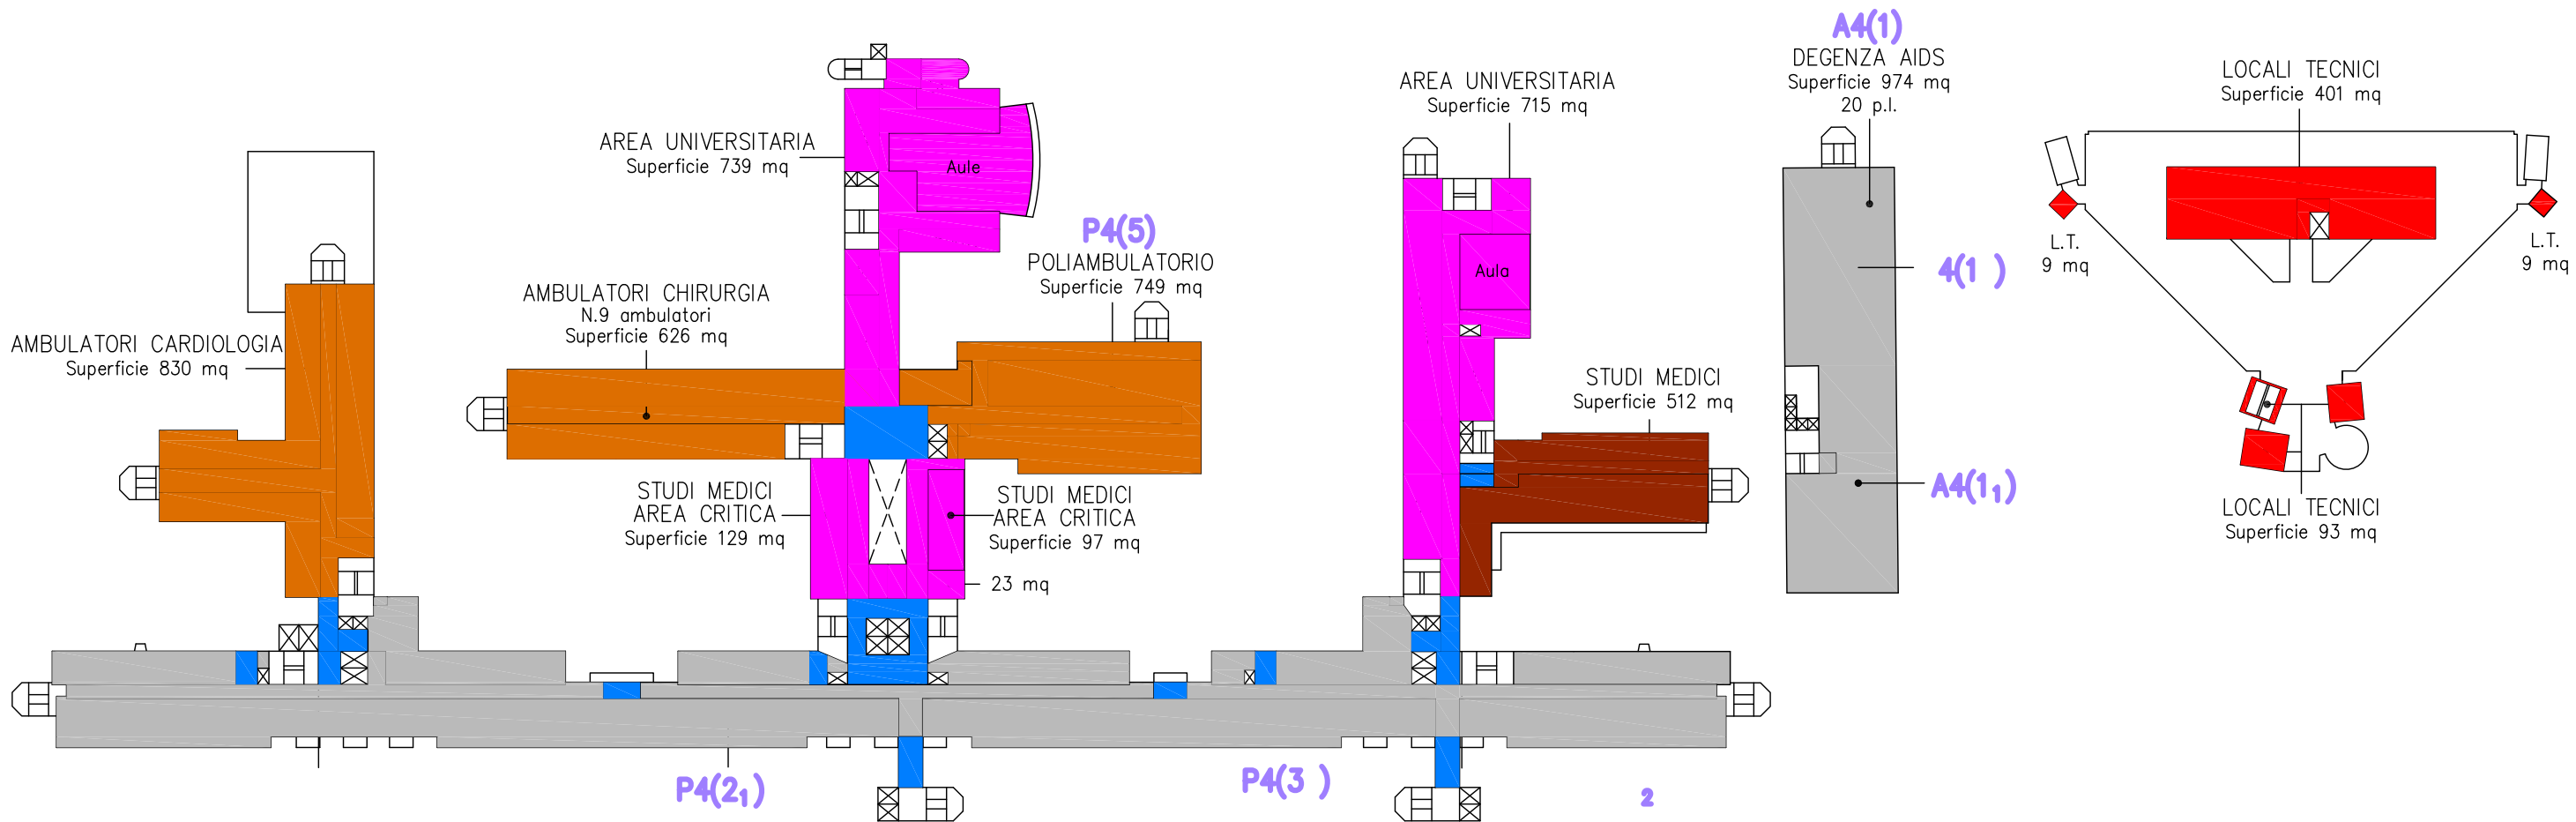 AMBULATORI CARDIOLOGIA
Superficie 830 mq
AREA UNIVERSITARIA
Superficie 739 mq
Aule
AMBULATORI CHIRURGIA
N.9 ambulatori
Superficie 626 mq
P4(5)
POLIAMBULATORIO
Superficie 749 mq
STUDI MEDICI
AREA CRITICA
Superficie 129 mq
STUDI MEDICI
AREA CRITICA
Superficie 97 mq
23 mq
AREA UNIVERSITARIA
Superficie 715 mq
Aula
STUDI MEDICI
Superficie 512 mq
A4(1)
DEGENZA AIDS
Superficie 974 mq
20 p.l.
4(1 )
A4(1₁)
LOCALI TECNICI
Superficie 401 mq
L.T.
9 mq
L.T.
9 mq
LOCALI TECNICI
Superficie 93 mq
P4(2₁)
P4(3 )
2